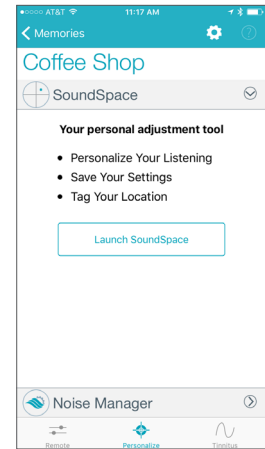 AT&T 11:17 AM
Memories
Coffee Shop
SoundSpace
Your personal adjustment tool
• Personalize Your Listening
• Save Your Settings
• Tag Your Location
Launch SoundSpace
Noise Manager
Remote Personalize Tinnitus